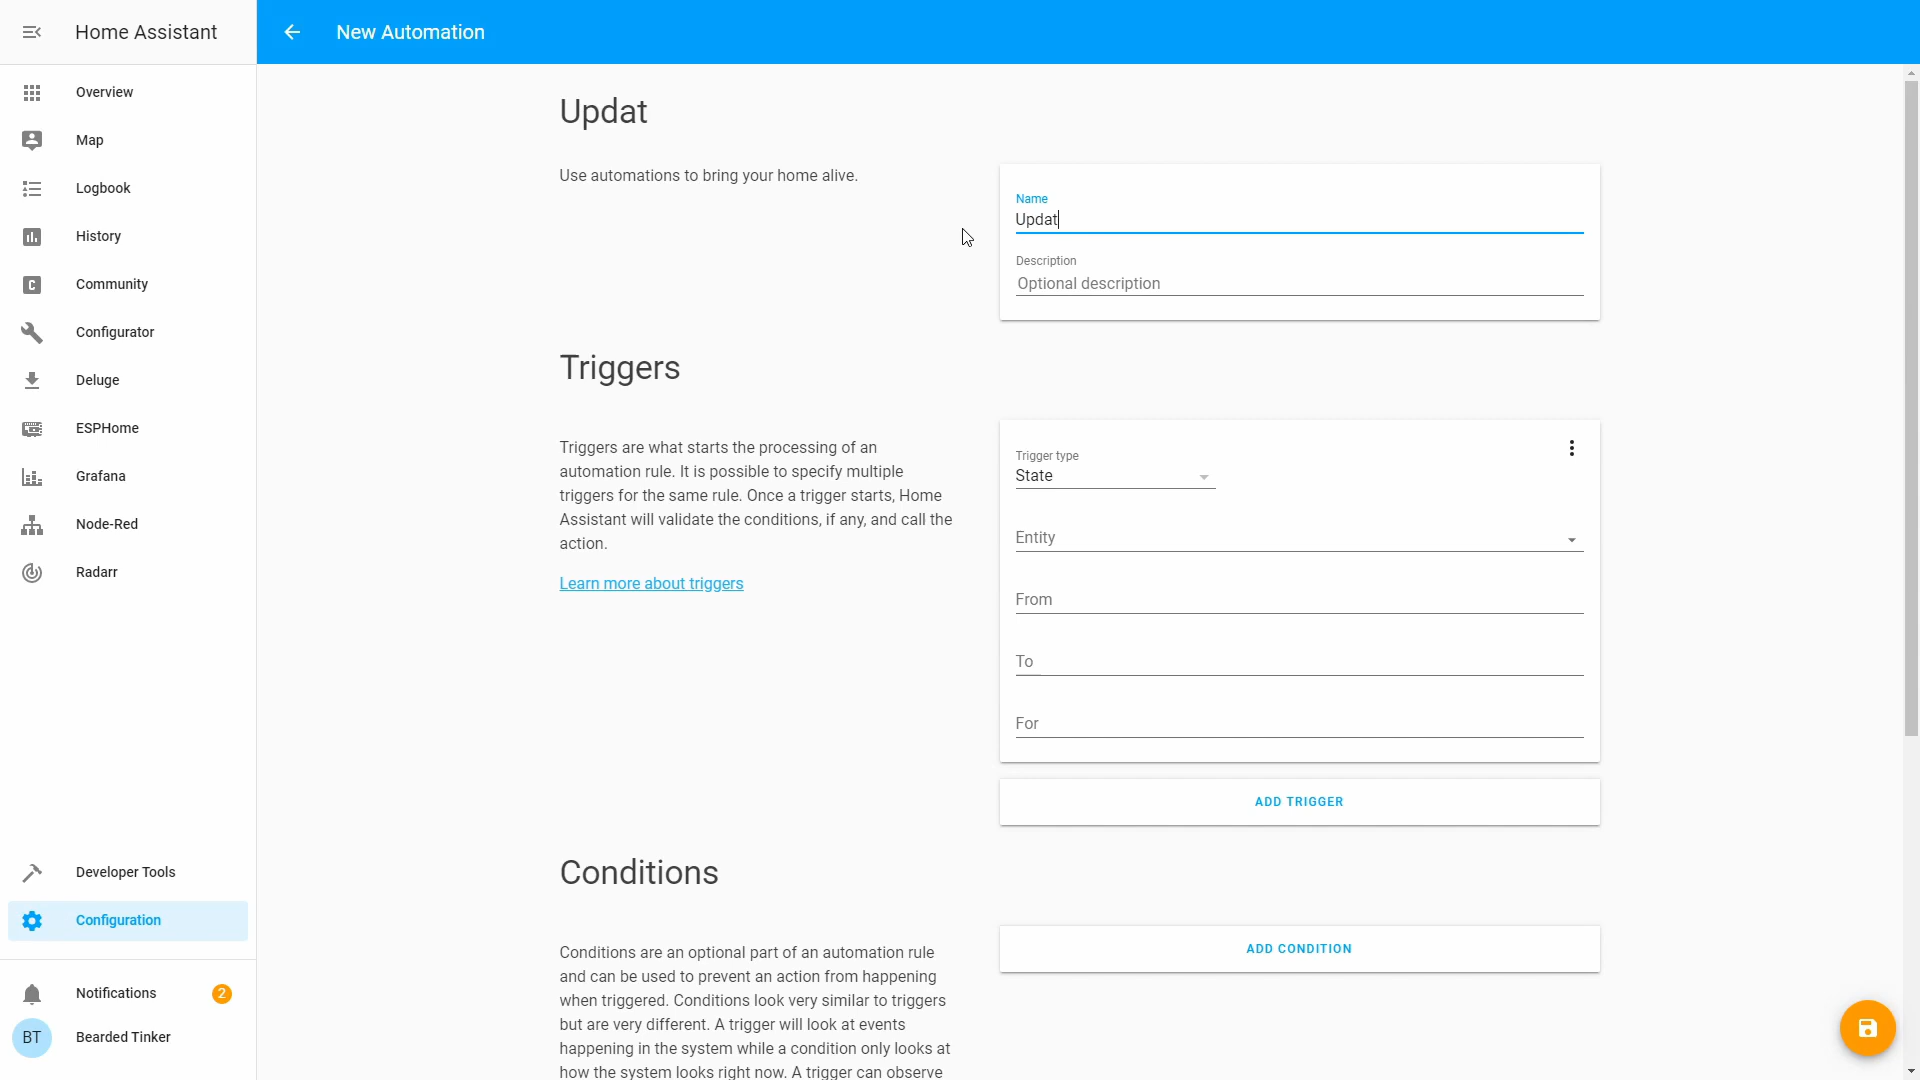 Home Assistant
New Automation
Overview
Map
Logbook
History
Community
C
Configurator
Deluge
ESPHome
Grafana
Node-Red
Radarr
Developer Tools
Configuration
Notifications
2
BT
Bearded Tinker
Updat
Use automations to bring your home alive.
Name
Updat
Description
Optional description
Triggers
Triggers are what starts the processing of an
automation rule. It is possible to specify multiple
triggers for the same rule. Once a trigger starts, Home
Assistant will validate the conditions, if any, and call the
action.
Learn more about triggers
Trigger type
State
Entity
From
To
For
ADD TRIGGER
Conditions
Conditions are an optional part of an automation rule
and can be used to prevent an action from happening
when triggered. Conditions look very similar to triggers
but are very different. A trigger will look at events
happening in the system while a condition only looks at
how the system looks right now. A trigger can observe
ADD CONDITION